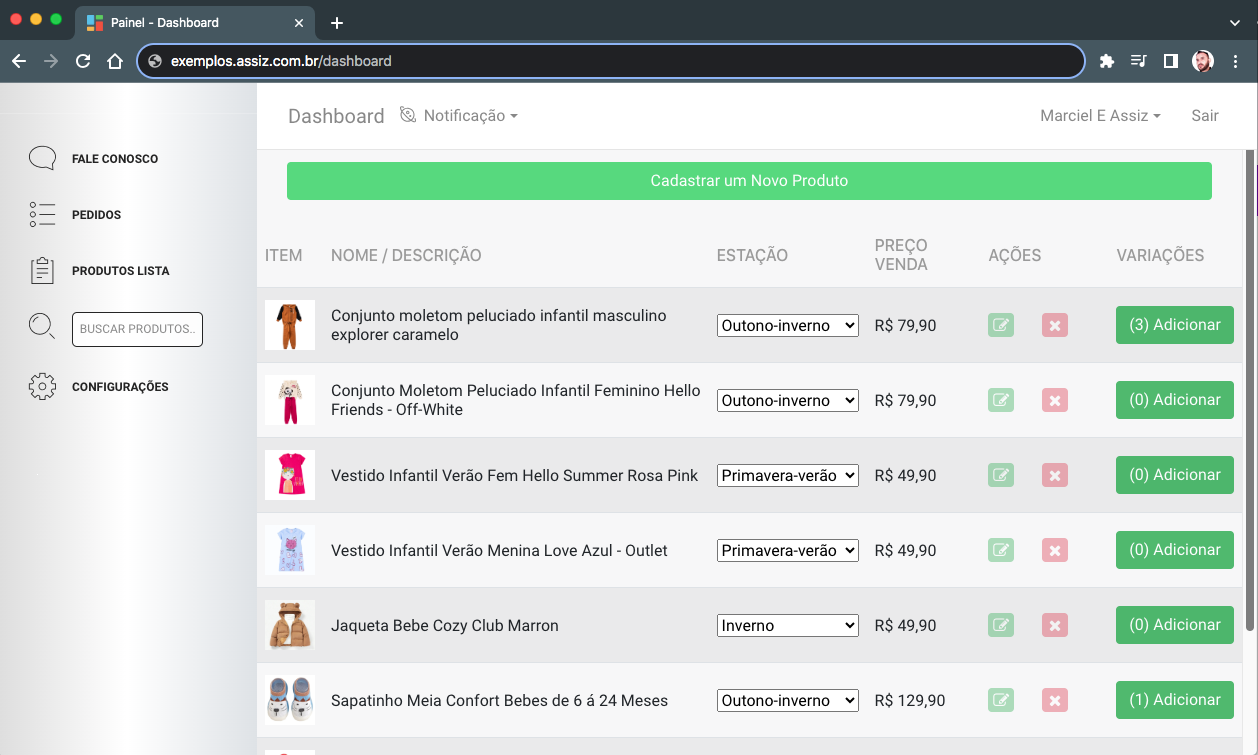 Painel - Dashboard
exemplos.assiz.com.br/dashboard
Dashboard
Notificação
Marciel E Assiz
Sair
FALE CONOSCO
PEDIDOS
PRODUTOS LISTA
BUSCAR PRODUTOS..
CONFIGURAÇÕES
Cadastrar um Novo Produto
ITEM
NOME / DESCRIÇÃO
ESTAÇÃO
PREÇO
VENDA
AÇÕES
VARIAÇÕES
Conjunto moletom peluciado infantil masculino
explorer caramelo
Outono-inverno
R$ 79,90
(3) Adicionar
Conjunto Moletom Peluciado Infantil Feminino Hello
Friends - Off-White
Outono-inverno
R$ 79,90
(0) Adicionar
Vestido Infantil Verão Fem Hello Summer Rosa Pink
Primavera-verão
R$ 49,90
(0) Adicionar
Vestido Infantil Verão Menina Love Azul - Outlet
Primavera-verão
R$ 49,90
(0) Adicionar
Jaqueta Bebe Cozy Club Marron
Inverno
R$ 49,90
(0) Adicionar
Sapatinho Meia Confort Bebes de 6 á 24 Meses
Outono-inverno
R$ 129,90
(1) Adicionar